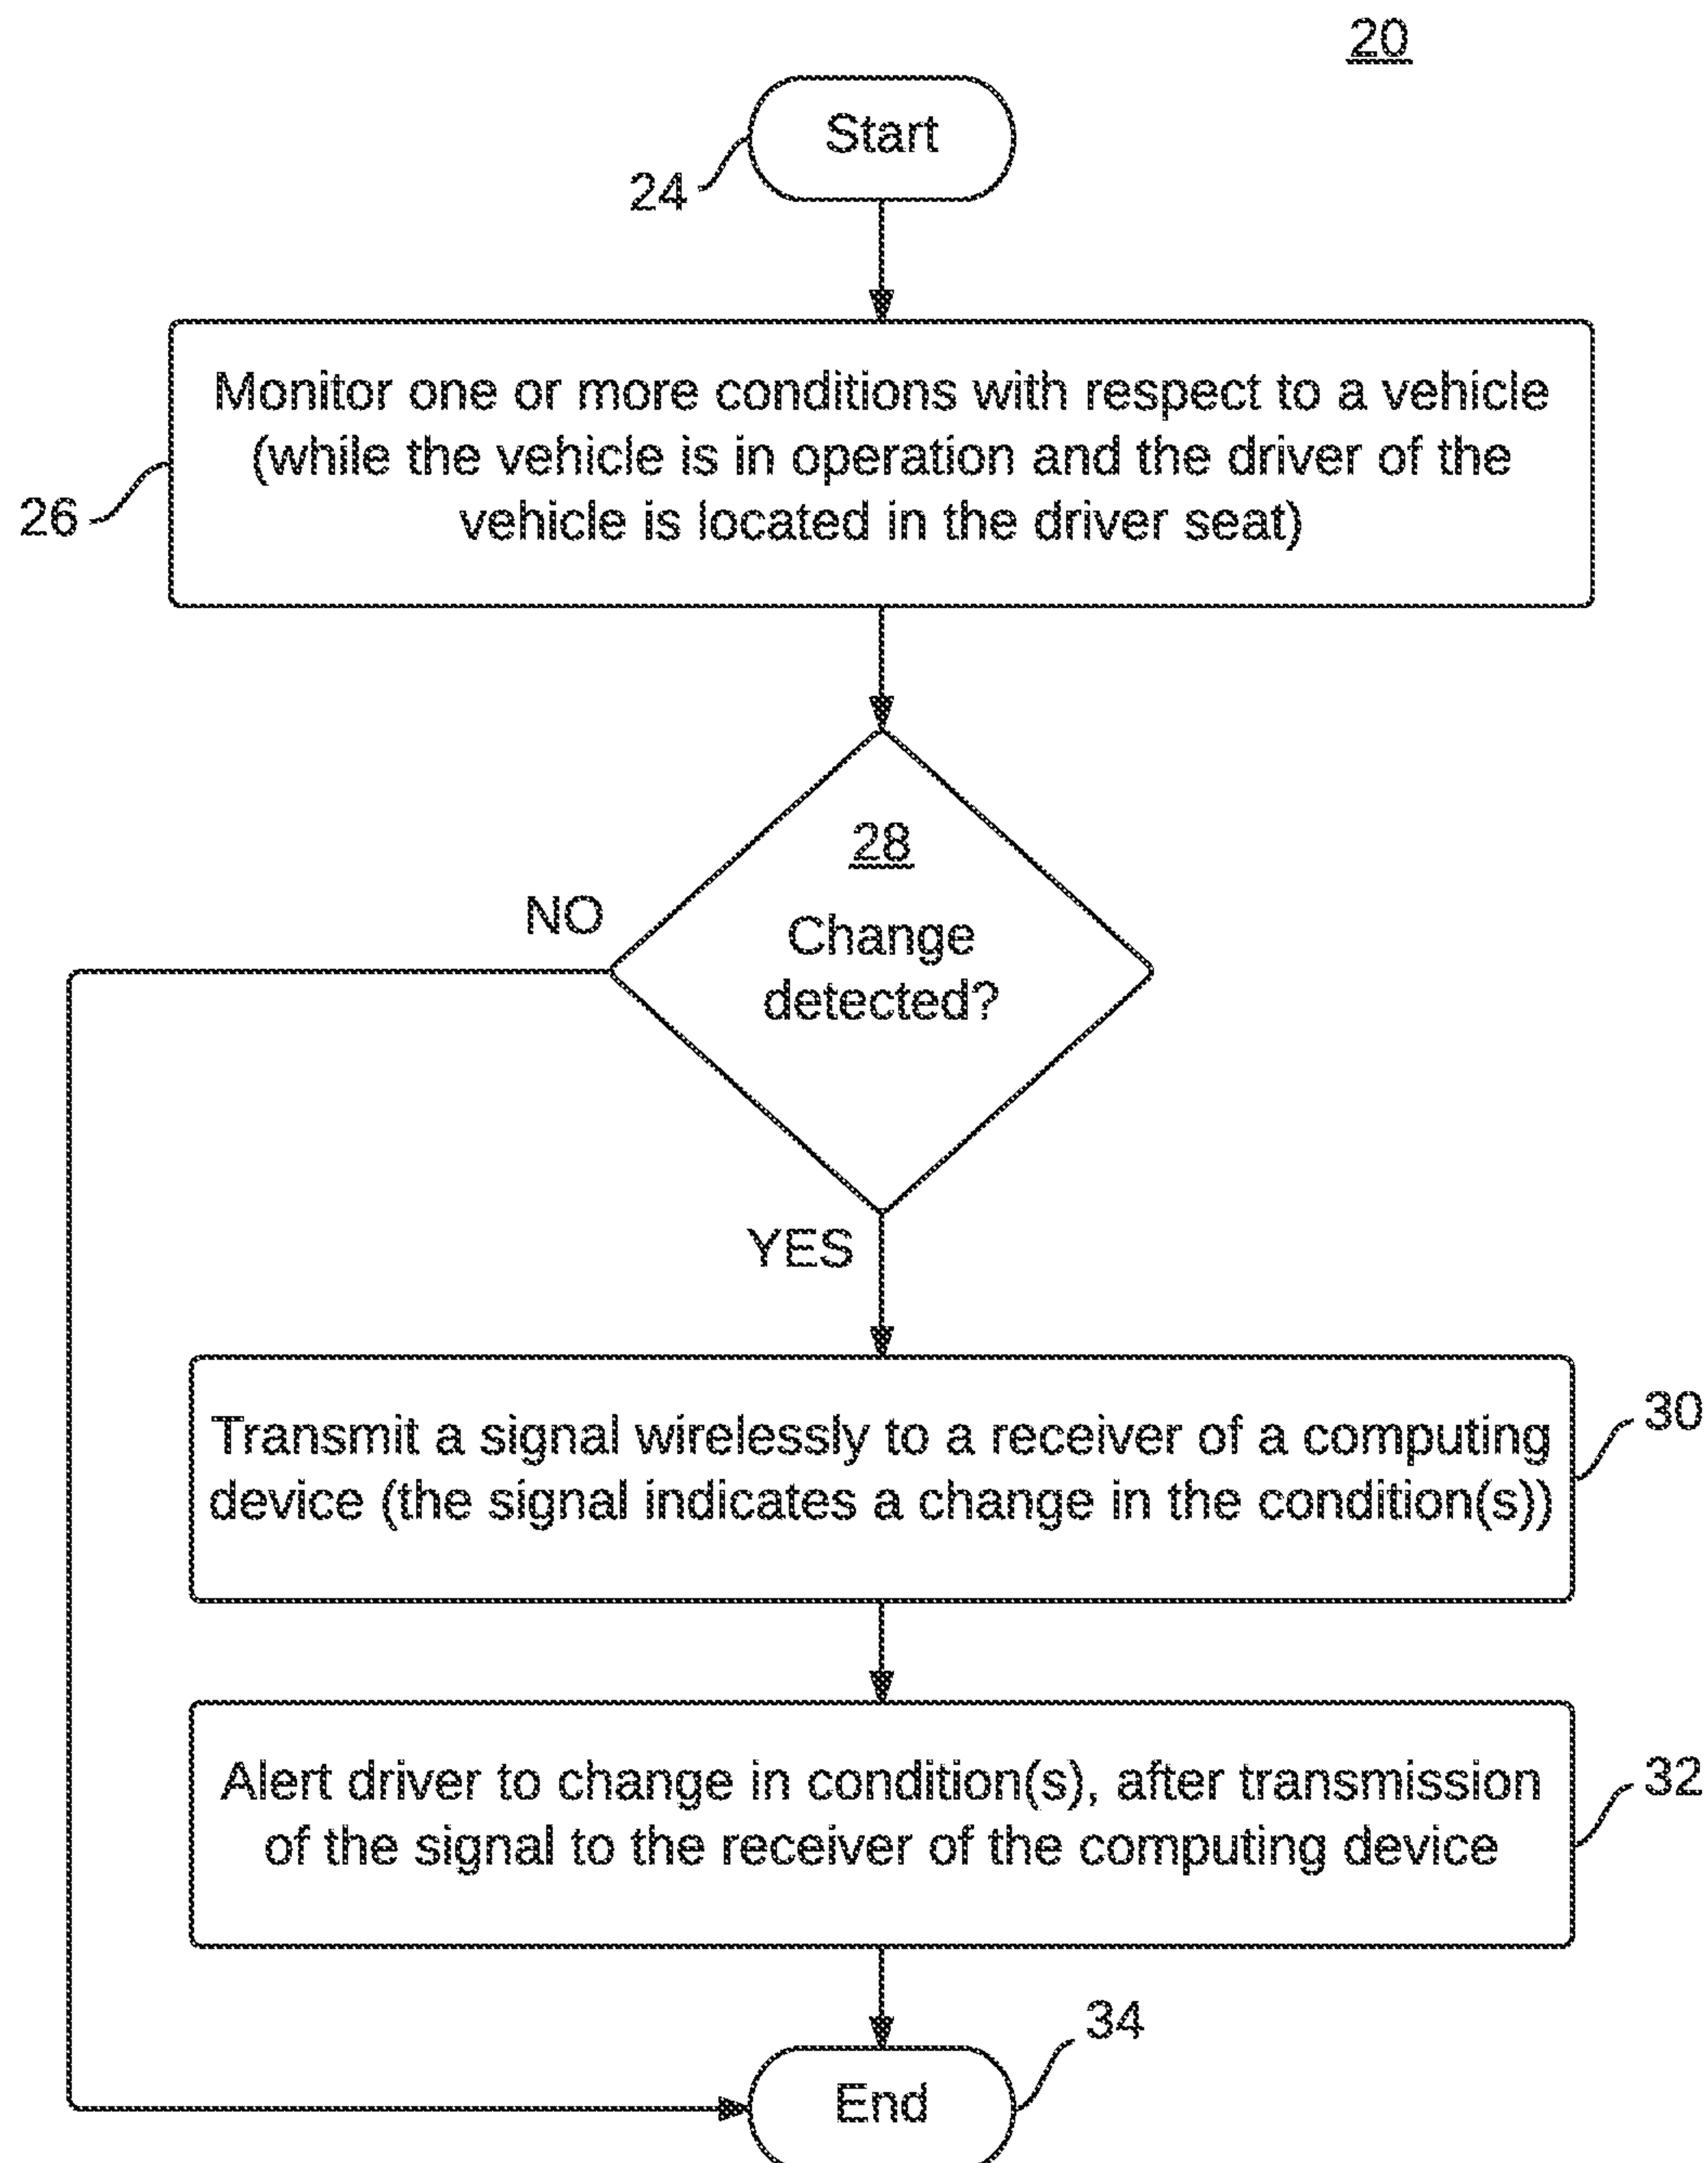 20
Start
24
Monitor one or more conditions with respect to a vehicle
(while the vehicle is in operation and the driver of the
vehicle is located in the driver seat)
26
28
Change
detected?
NO
YES
Transmit a signal wirelessly to a receiver of a computing
device (the signal indicates a change in the condition(s))
30
Alert driver to change in condition(s), after transmission
of the signal to the receiver of the computing device
32
34
End